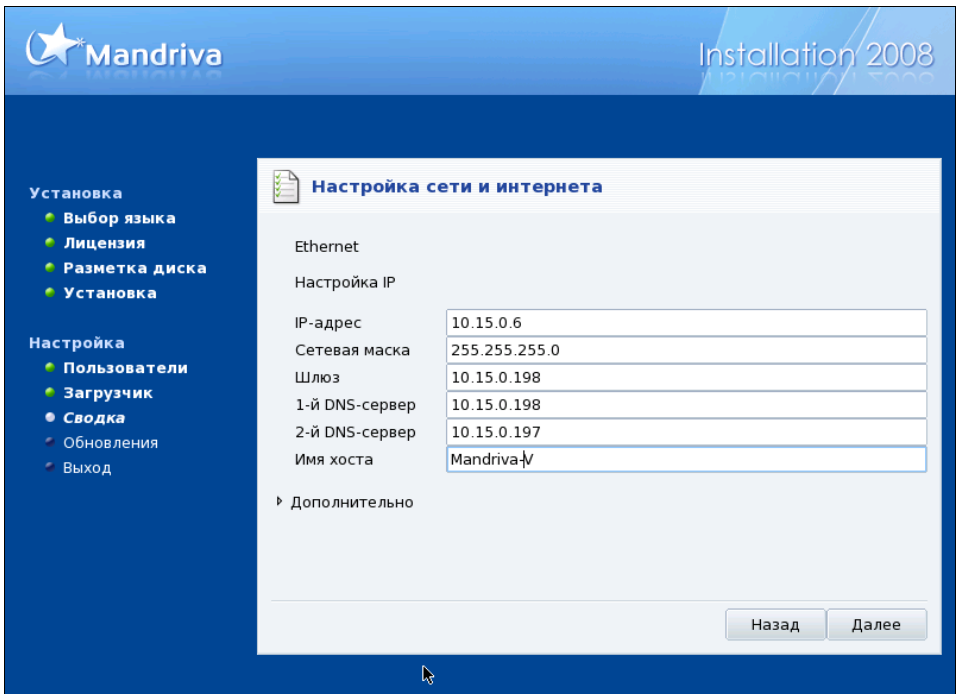 Mandriva
Installation 2008
Установка
Выбор языка
Лицензия
Разметка диска
Установка
Настройка
Пользователи
Загрузчик
Сводка
Обновления
Выход
Настройка сети и интернета
Ethernet
Настройка IP
IP-адрес 10.15.0.6
Сетевая маска 255.255.255.0
Шлюз 10.15.0.198
1-й DNS-сервер 10.15.0.198
2-й DNS-сервер 10.15.0.197
Имя хоста Mandriva-V
Дополнительно
Назад Далее